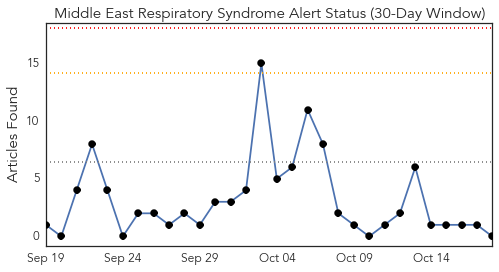 Middle East Respiratory Syndrome Alert Status (30-Day Window)
Articles Found
15
10
5
0
Sep 19 Sep 24 Sep 29 Oct 04 Oct 09 Oct 14